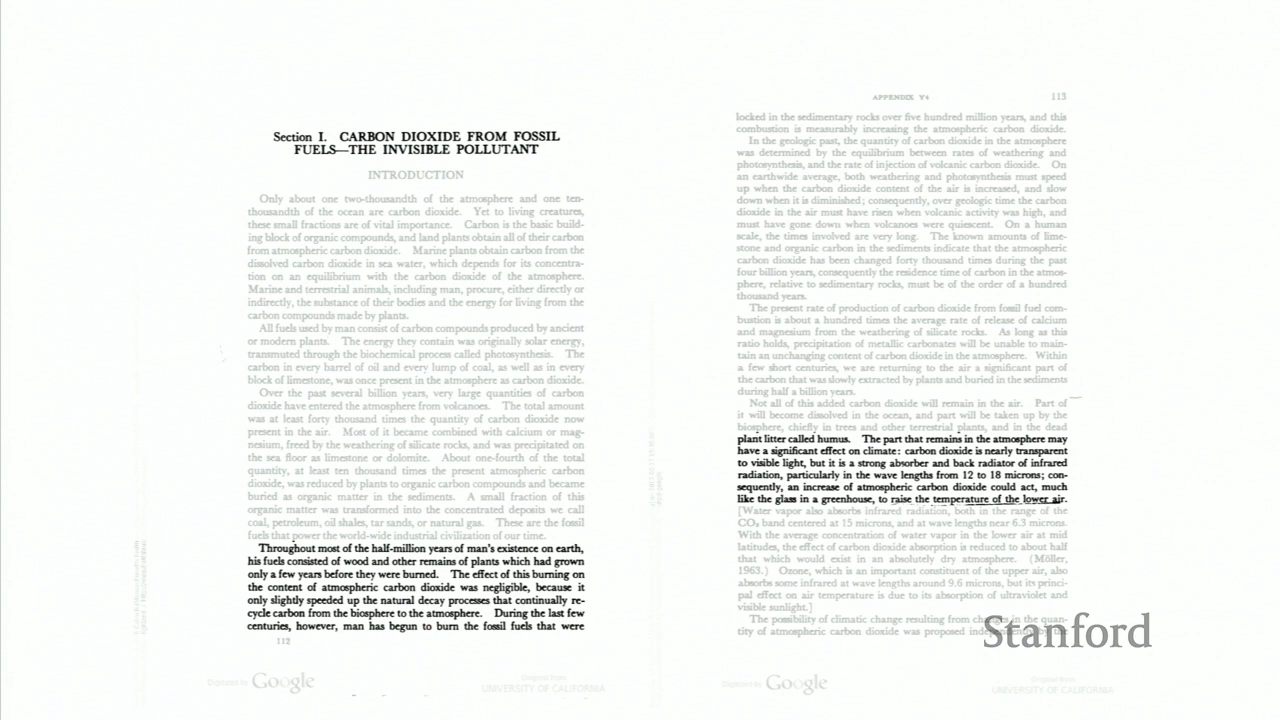 Section I. CARBON DIOXIDE FROM FOSSIL
FUELS—THE INVISIBLE POLLUTANT
INTRODUCTION
Only about one two-thousandth of the atmosphere and one ten-
thousandth of the ocean are carbon dioxide. Yet to living creatures,
these small fractions are of vital importance. Carbon is the basic build-
ing block of organic compounds, and land plants obtain all of their carbon
from atmospheric carbon dioxide. Marine plants obtain carbon from the
dissolved carbon dioxide in sea water, which depends for its concentra-
tion on an equilibrium with the carbon dioxide of the atmosphere.
Marine and terrestrial animals, including man, procure, either directly or
indirectly, the substance of their bodies and the energy for living from the
carbon compounds made by plants.
All fuels used by man consist of carbon compounds produced by ancient
or modern plants. The energy they contain was originally solar energy,
transmuted through the biochemical process called photosynthesis. The
carbon in every barrel of oil and every lump of coal, as well as in every
block of limestone, was once present in the atmosphere as carbon dioxide.
Over the past several billion years, very large quantities of carbon
dioxide have entered the atmosphere from volcanoes. The total amount
was at least forty thousand times the quantity of carbon dioxide now
present in the air. Most of it became combined with calcium or mag-
nesium, freed by the weathering of silicate rocks, and was precipitated on
the sea floor as limestone or dolomite. About one-fourth of the total
quantity, at least ten thousand times the present atmospheric carbon
dioxide, was reduced by plants to organic carbon compounds and became
buried as organic matter in the sediments. A small fraction of this
organic matter was transformed into the concentrated deposits we call
coal, petroleum, oil shales, tar sands, or natural gas. These are the fossil
fuels that power the world-wide industrial civilization of our time.
Throughout most of the half-million years of man's existence on earth,
his fuels consisted of wood and other remains of plants which had grown
only a few years before they were burned. The effect of this burning on
the content of atmospheric carbon dioxide was negligible, because it
only slightly speeded up the natural decay processes that continually re-
cycle carbon from the biosphere to the atmosphere. During the last few
centuries, however, man has begun to burn the fossil fuels that were
112
Digitized by Google
Original from
UNIVERSITY OF CALIFORNIA
APPENDIX Y4 113
locked in the sedimentary rocks over five hundred million years, and this
combustion is measurably increasing the atmospheric carbon dioxide.
In the geologic past, the quantity of carbon dioxide in the atmosphere
was determined by the equilibrium between rates of weathering and
photosynthesis, and the rate of injection of volcanic carbon dioxide. On
an earthwide average, both weathering and photosynthesis must speed
up when the carbon dioxide content of the air is increased, and slow
down when it is diminished; consequently, over geologic time the carbon
dioxide in the air must have risen when volcanic activity was high, and
must have gone down when volcanoes were quiescent. On a human
scale, the times involved are very long. The known amounts of lime-
stone and organic carbon in the sediments indicate that the atmospheric
carbon dioxide has been changed forty thousand times during the past
four billion years, consequently the residence time of carbon in the atmos-
phere, relative to sedimentary rocks, must be of the order of a hundred
thousand years.
The present rate of production of carbon dioxide from fossil fuel com-
bustion is about a hundred times the average rate of release of calcium
and magnesium from the weathering of silicate rocks. As long as this
ratio holds, precipitation of metallic carbonates will be unable to main-
tain an unchanging content of carbon dioxide in the atmosphere. Within
a few short centuries, we are returning to the air a significant part of
the carbon that was slowly extracted by plants and buried in the sediments
during half a billion years.
Not all of this added carbon dioxide will remain in the air. Part of
it will become dissolved in the ocean, and part will be taken up by the
biosphere, chiefly in trees and other terrestrial plants, and in the dead
plant litter called humus. The part that remains in the atmosphere may
have a significant effect on climate: carbon dioxide is nearly transparent
to visible light, but it is a strong absorber and back radiator of infrared
radiation, particularly in the wave lengths from 12 to 18 microns; con-
sequently, an increase of atmospheric carbon dioxide could act, much
like the glass in a greenhouse, to raise the temperature of the lower air.
[Water vapor also absorbs infrared radiation, both in the range of the
CO₂ band centered at 15 microns, and at wave lengths near 6.3 microns.
With the average concentration of water vapor in the lower air at mid
latitudes, the effect of carbon dioxide absorption is reduced to about half
that which would exist in an absolutely dry atmosphere. (Möller,
1963.) Ozone, which is an important constituent of the upper air, also
absorbs some infrared at wave lengths around 9.6 microns, but its princi-
pal effect on air temperature is due to its absorption of ultraviolet and
visible sunlight.]
The possibility of climatic change resulting from changes in the quan-
tity of atmospheric carbon dioxide was proposed
Stanford
Digitized by Google
Original from
UNIVERSITY OF CALIFORNIA